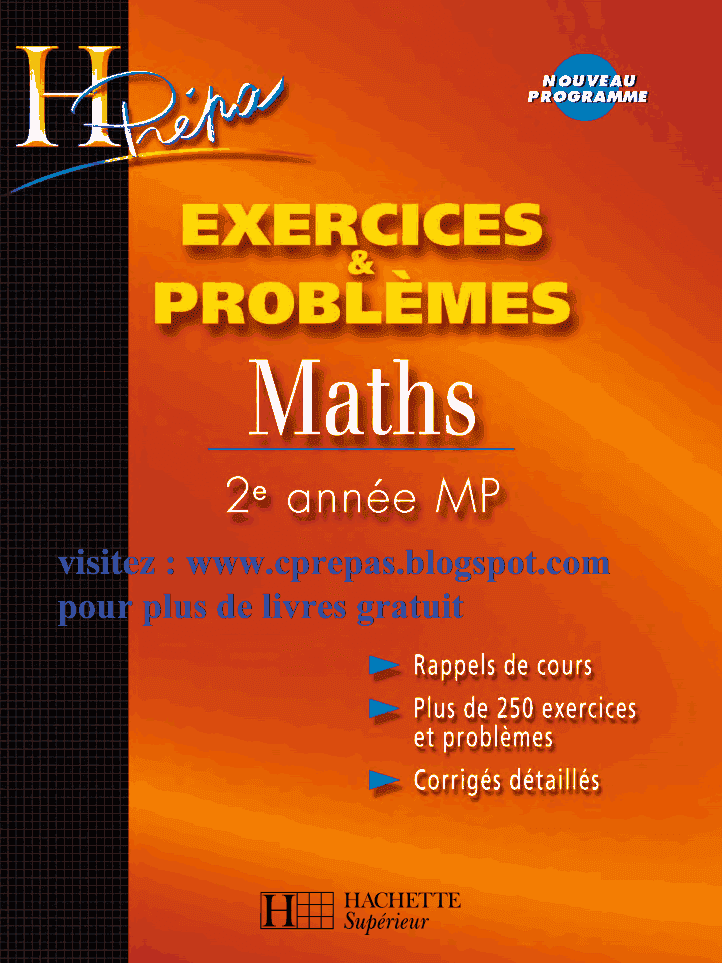 H Prépa
NOUVEAU
PROGRAMME
EXERCICES
&
PROBLÈMES
Maths
2e année MP
visitez : www.cprepas.blogspot.com
pour plus de livres gratuit
Rappels de cours
Plus de 250 exercices
et problèmes
Corrigés détaillés
H HACHETTE
Supérieur